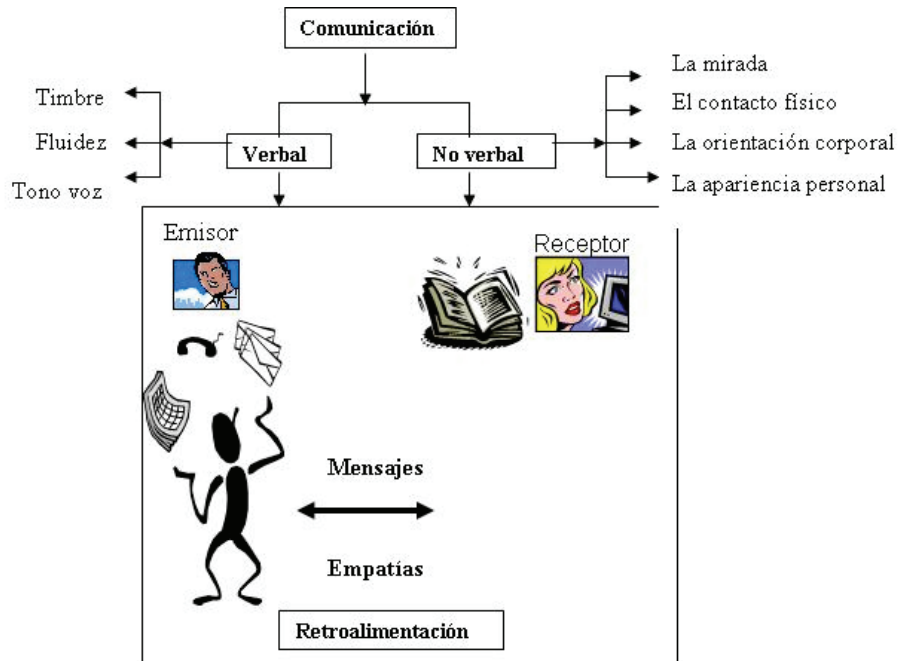 Comunicación
Timbre
Fluidez
Tono voz
Verbal
No verbal
La mirada
El contacto físico
La orientación corporal
La apariencia personal
Emisor
Receptor
Mensajes
Empatías
Retroalimentación